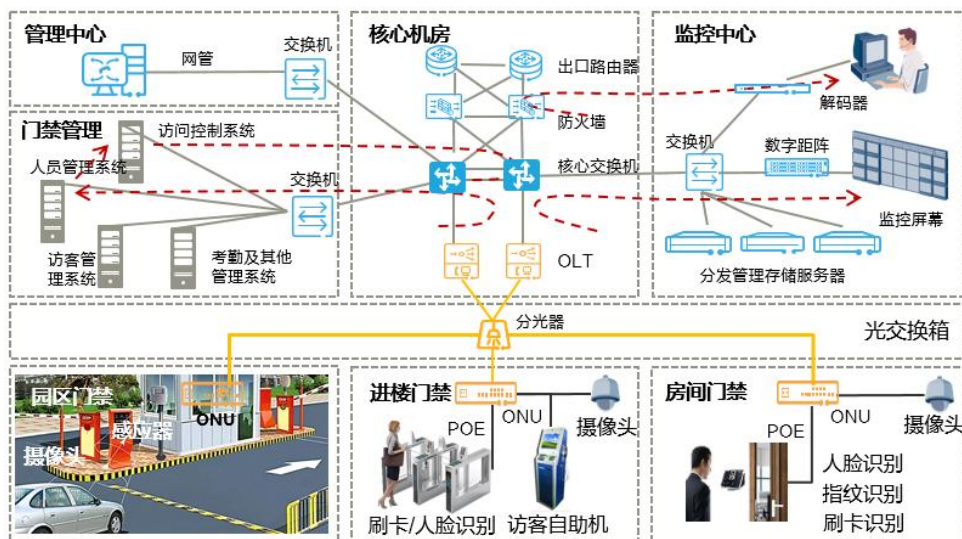 管理中心
网管
交换机
核心机房
出口路由器
防火墙
核心交换机
OLT
监控中心
解码器
交换机
数字距阵
监控屏幕
分发管理存储服务器
门禁管理
访问控制系统
人员管理系统
交换机
访客管
理系统
考勤及其他
管理系统
分光器
光交换箱
园区门禁
ONU
感应器
摄像头
进楼门禁
ONU
POE
摄像头
刷卡/人脸识别
访客自助机
房间门禁
ONU
POE
摄像头
人脸识别
指纹识别
刷卡识别